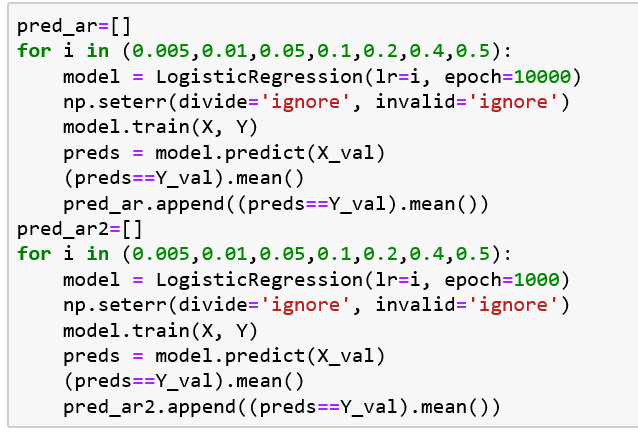 pred_ar=[]
for i in (0.005,0.01,0.05,0.1,0.2,0.4,0.5):
    model = LogisticRegression(lr=i, epoch=10000)
    np.seterr(divide='ignore', invalid='ignore')
    model.train(X, Y)
    preds = model.predict(X_val)
    (preds==Y_val).mean()
    pred_ar.append((preds==Y_val).mean())
pred_ar2=[]
for i in (0.005,0.01,0.05,0.1,0.2,0.4,0.5):
    model = LogisticRegression(lr=i, epoch=1000)
    np.seterr(divide='ignore', invalid='ignore')
    model.train(X, Y)
    preds = model.predict(X_val)
    (preds==Y_val).mean()
    pred_ar2.append((preds==Y_val).mean())